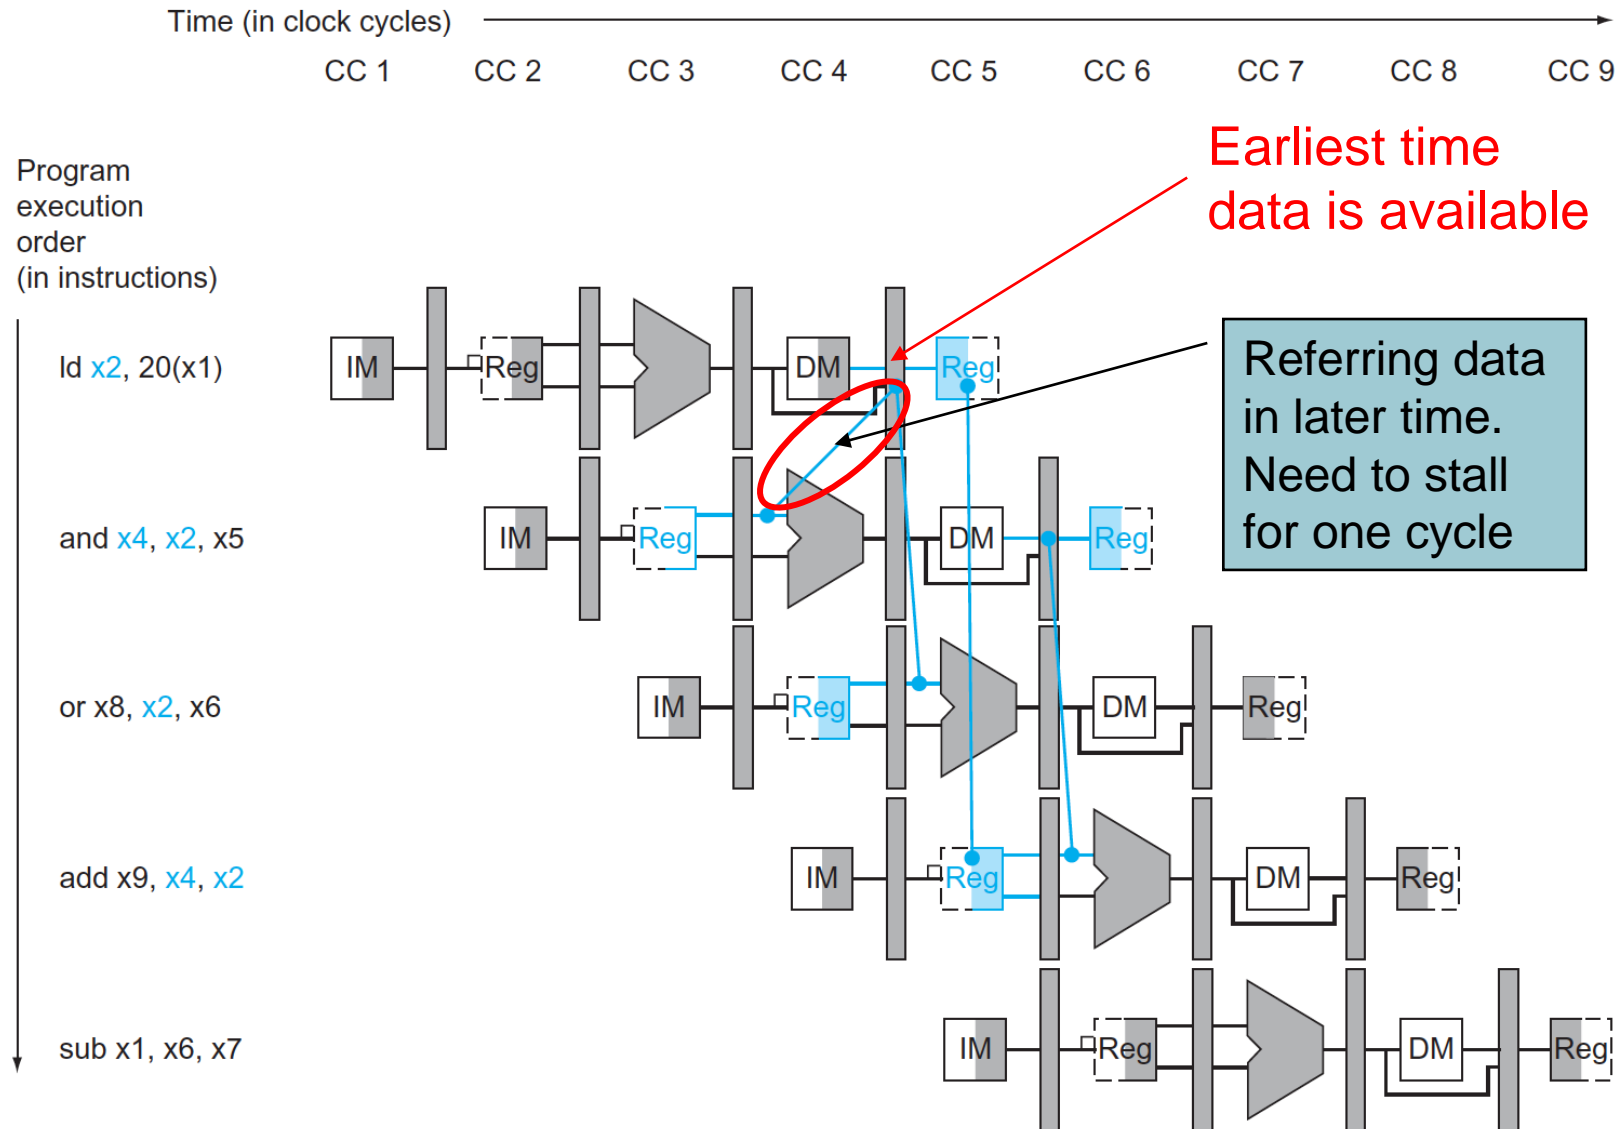 Time (in clock cycles)
CC 1 CC 2 CC 3 CC 4 CC 5 CC 6 CC 7 CC 8 CC 9
Earliest time
data is available
Program
execution
order
(in instructions)
Referring data
in later time.
Need to stall
for one cycle
ld x2, 20(x1)
IM Reg DM Reg
and x4, x2, x5
IM Reg DM Reg
or x8, x2, x6
IM Reg DM Reg
add x9, x4, x2
IM Reg DM Reg
sub x1, x6, x7
IM Reg DM Reg